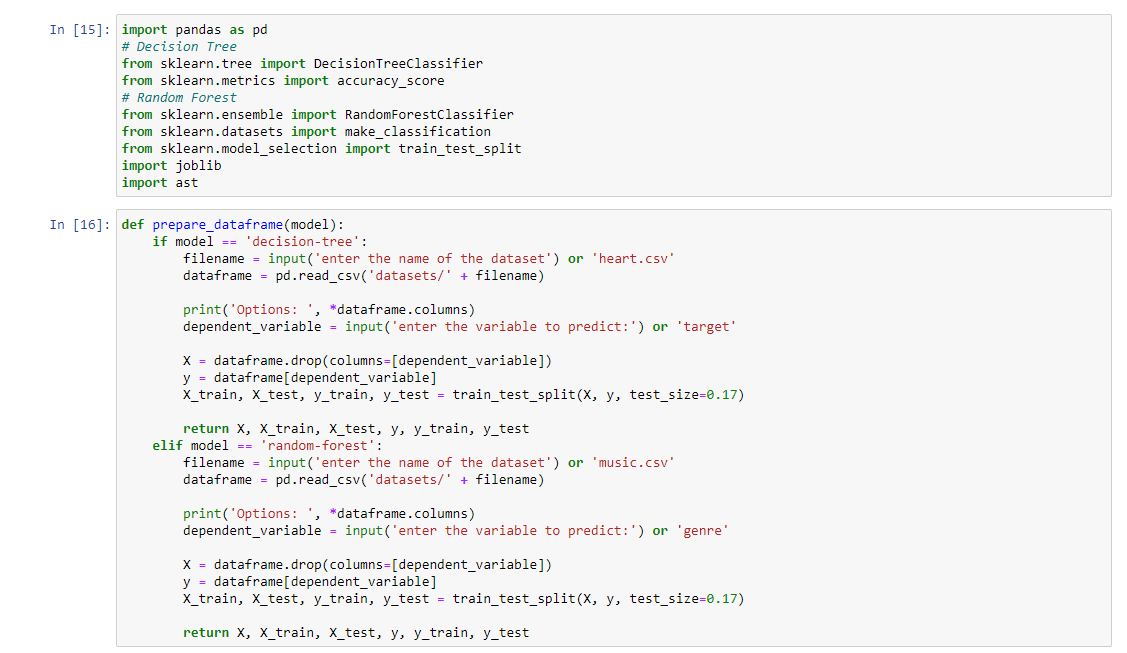 In [15]: import pandas as pd
# Decision Tree
from sklearn.tree import DecisionTreeClassifier
from sklearn.metrics import accuracy_score
# Random Forest
from sklearn.ensemble import RandomForestClassifier
from sklearn.datasets import make_classification
from sklearn.model_selection import train_test_split
import joblib
import ast
In [16]: def prepare_dataframe(model):
    if model == 'decision-tree':
        filename = input('enter the name of the dataset') or 'heart.csv'
        dataframe = pd.read_csv('datasets/' + filename)

        print('Options: ', *dataframe.columns)
        dependent_variable = input('enter the variable to predict:') or 'target'

        X = dataframe.drop(columns=[dependent_variable])
        y = dataframe[dependent_variable]
        X_train, X_test, y_train, y_test = train_test_split(X, y, test_size=0.17)

        return X, X_train, X_test, y, y_train, y_test
    elif model == 'random-forest':
        filename = input('enter the name of the dataset') or 'music.csv'
        dataframe = pd.read_csv('datasets/' + filename)

        print('Options: ', *dataframe.columns)
        dependent_variable = input('enter the variable to predict:') or 'genre'

        X = dataframe.drop(columns=[dependent_variable])
        y = dataframe[dependent_variable]
        X_train, X_test, y_train, y_test = train_test_split(X, y, test_size=0.17)

        return X, X_train, X_test, y, y_train, y_test